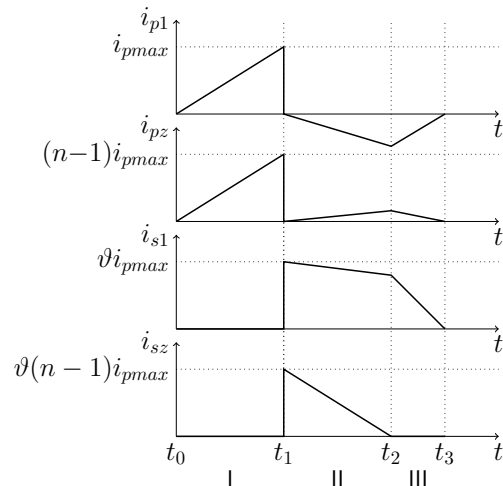 i_{p1}
i_{pmax}
t
i_{pz}
(n−1)i_{pmax}
t
i_{s1}
ϑi_{pmax}
t
i_{sz}
ϑ(n − 1)i_{pmax}
t_0 t_1 t_2 t_3 t
I II III